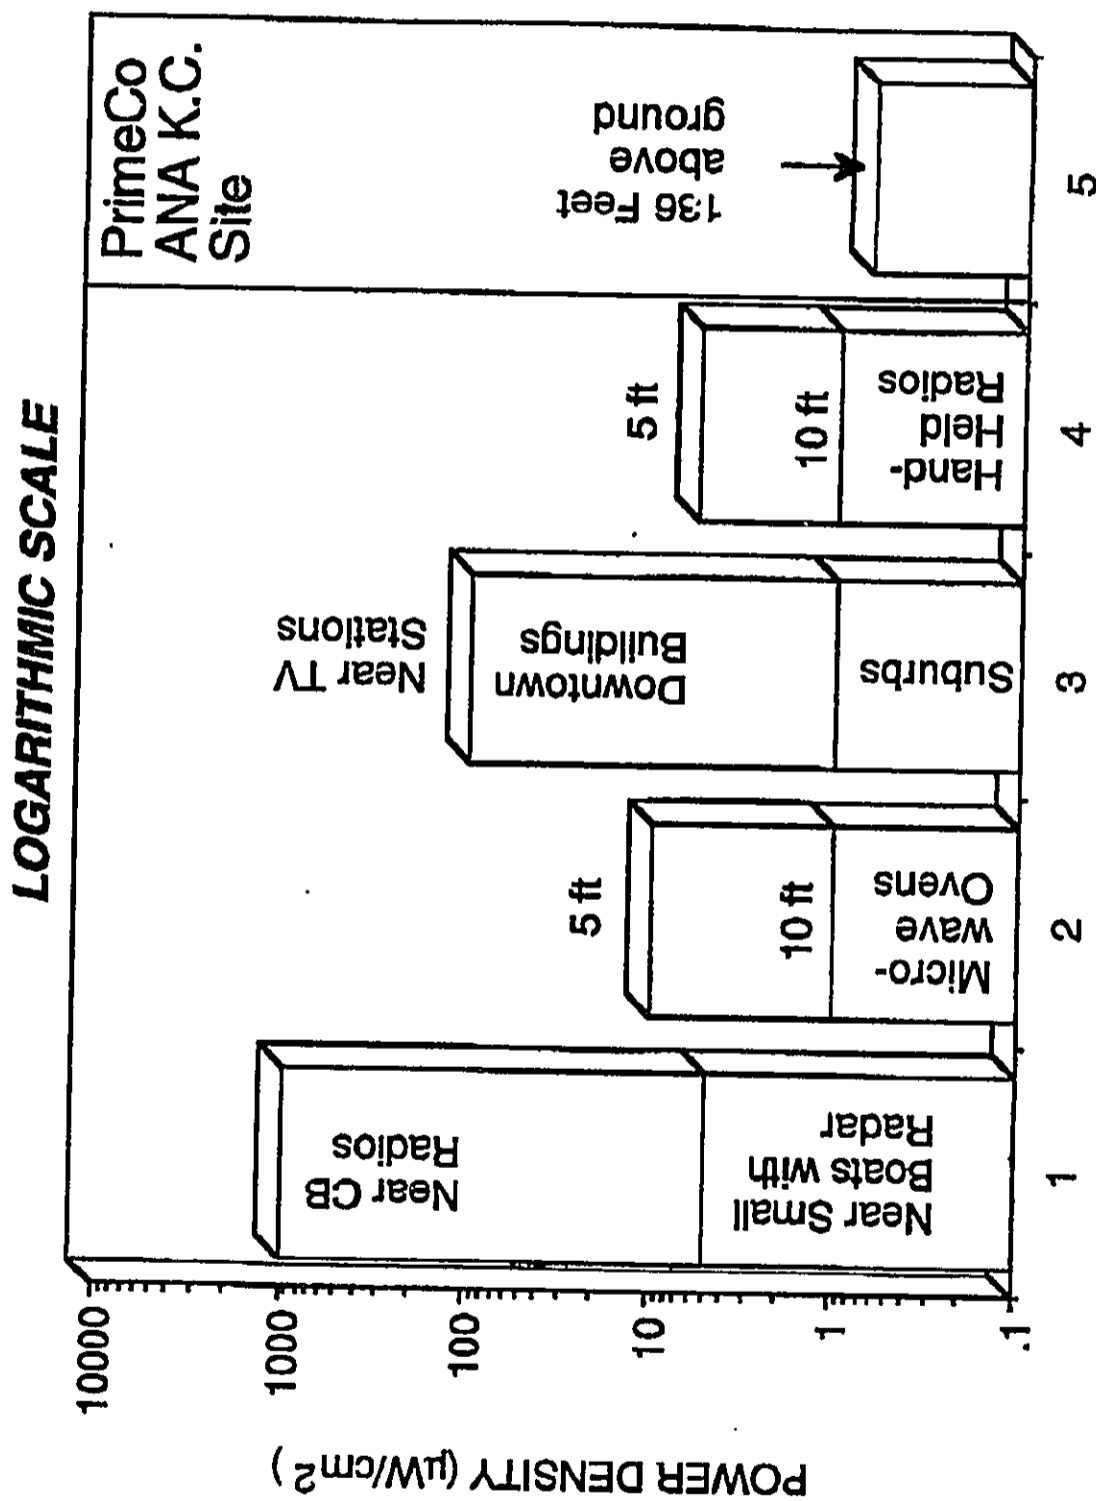 LOGARITHMIC SCALE
PrimeCo
ANA K.C.
Site
POWER DENSITY (µW/cm²)
10000
1000
100
10
1
.1
Near CB
Radios
Near Small
Boats with
Radar
5 ft
10 ft
Micro-
wave
Ovens
Near TV
Stations
Downtown
Buildings
Suburbs
5 ft
10 ft
Hand-
Held
Radios
136 Feet
above
ground
1
2
3
4
5